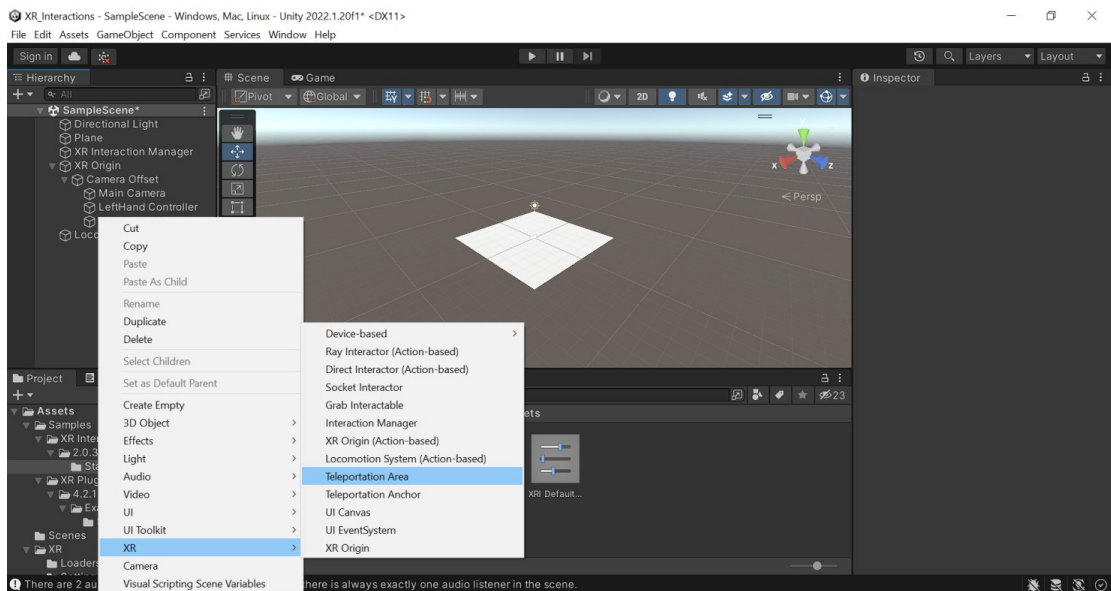 XR_Interactions - SampleScene - Windows, Mac, Linux - Unity 2022.1.20f1* <DX11>
File Edit Assets GameObject Component Services Window Help
Sign in
Layers
Layout
Hierarchy
Scene
Game
Inspector
All
Pivot
Global
2D
SampleScene*
Directional Light
Plane
XR Interaction Manager
XR Origin
Camera Offset
Main Camera
LeftHand Controller
Loco
y
x
z
Persp
Cut
Copy
Paste
Paste As Child
Rename
Duplicate
Delete
Select Children
Set as Default Parent
Create Empty
3D Object
Effects
Light
Audio
Video
UI
UI Toolkit
XR
Camera
Visual Scripting Scene Variables
Device-based
Ray Interactor (Action-based)
Direct Interactor (Action-based)
Socket Interactor
Grab Interactable
Interaction Manager
XR Origin (Action-based)
Locomotion System (Action-based)
Teleportation Area
Teleportation Anchor
UI Canvas
UI EventSystem
XR Origin
Project
23
Assets
Samples
XR Inte
2.0.3
Sta
XR Plug
4.2.1
Ex
Scenes
XR
Loaders
ets
XRI Default...
There are 2 au
there is always exactly one audio listener in the scene.